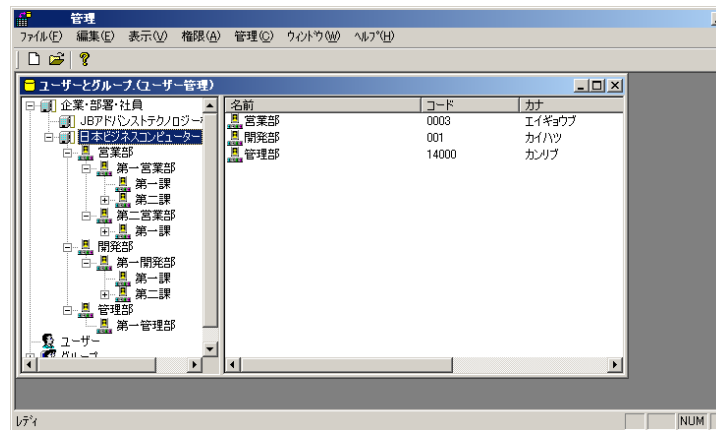 管理
ファイル(F) 編集(E) 表示(V) 権限(A) 管理(C) ウィンドウ(W) ヘルプ(H)
ユーザーとグループ.(ユーザー管理)
企業・部署・社員
JBアドバンストテクノロジー
日本ビジネスコンピューター
営業部
第一営業部
第一課
第二課
第二営業部
第一課
開発部
第一開発部
第一課
第二課
管理部
第一管理部
ユーザー
グループ
名前 コード カナ
営業部 0003 エイギョウブ
開発部 001 カイハツ
管理部 14000 カンリブ
レディ
NUM